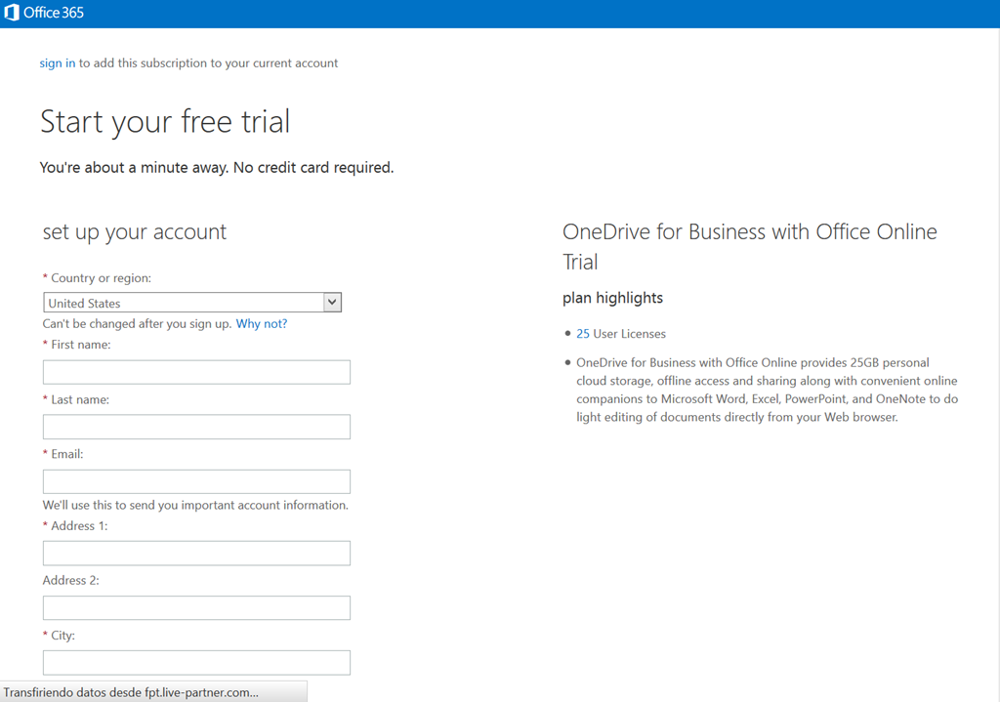 Office 365
sign in to add this subscription to your current account
Start your free trial
You're about a minute away. No credit card required.
set up your account
* Country or region:
United States
Can't be changed after you sign up. Why not?
* First name:
* Last name:
* Email:
We'll use this to send you important account information.
* Address 1:
Address 2:
* City:
OneDrive for Business with Office Online
Trial
plan highlights
• 25 User Licenses
• OneDrive for Business with Office Online provides 25GB personal
cloud storage, offline access and sharing along with convenient online
companions to Microsoft Word, Excel, PowerPoint, and OneNote to do
light editing of documents directly from your Web browser.
Transfiriendo datos desde fpt.live-partner.com...